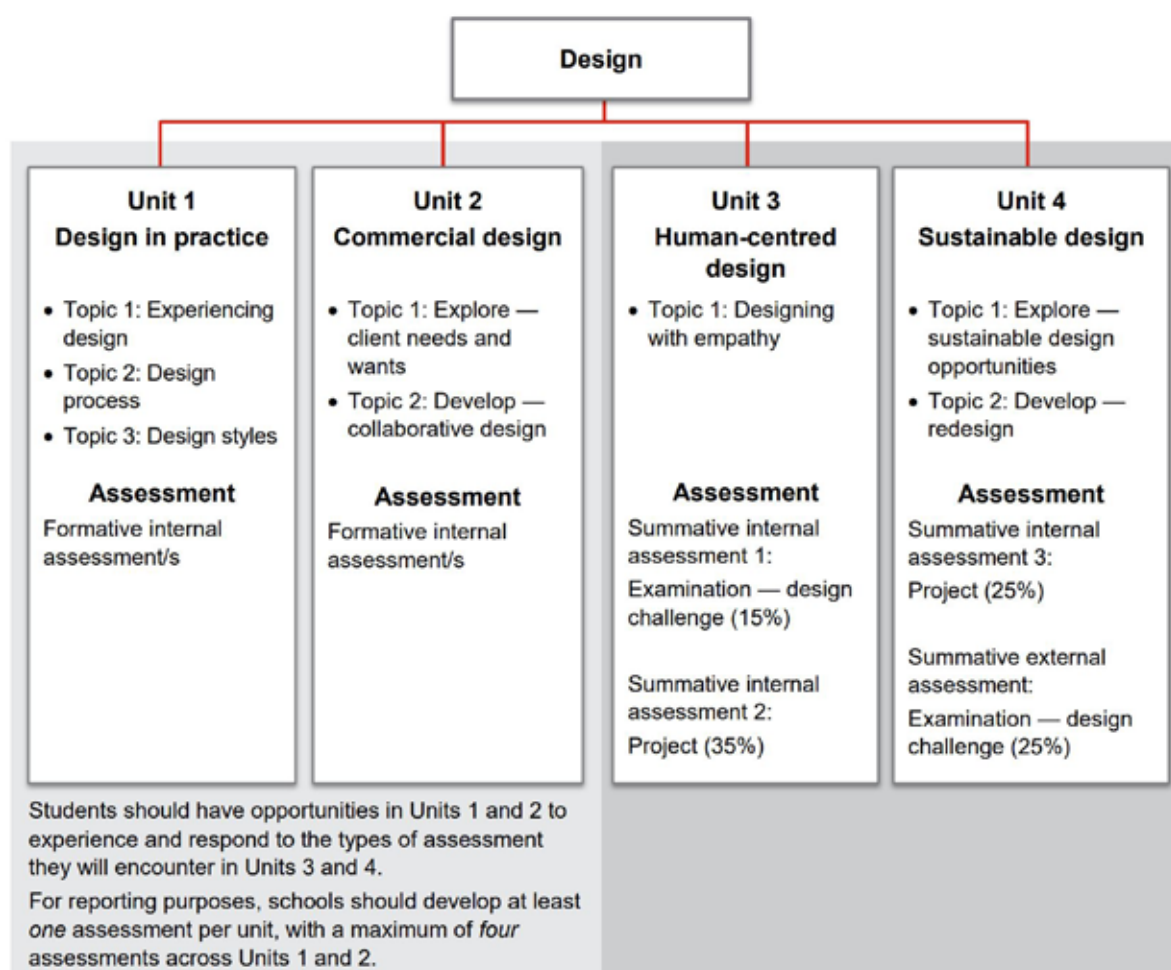 Design
Unit 1
Design in practice
• Topic 1: Experiencing
design
• Topic 2: Design
process
• Topic 3: Design styles
Assessment
Formative internal
assessment/s
Unit 2
Commercial design
• Topic 1: Explore —
client needs and
wants
• Topic 2: Develop —
collaborative design
Assessment
Formative internal
assessment/s
Unit 3
Human-centred
design
• Topic 1: Designing
with empathy
Assessment
Summative internal
assessment 1:
Examination — design
challenge (15%)
Summative internal
assessment 2:
Project (35%)
Unit 4
Sustainable design
• Topic 1: Explore —
sustainable design
opportunities
• Topic 2: Develop —
redesign
Assessment
Summative internal
assessment 3:
Project (25%)
Summative external
assessment:
Examination — design
challenge (25%)
Students should have opportunities in Units 1 and 2 to
experience and respond to the types of assessment
they will encounter in Units 3 and 4.
For reporting purposes, schools should develop at least
one assessment per unit, with a maximum of four
assessments across Units 1 and 2.